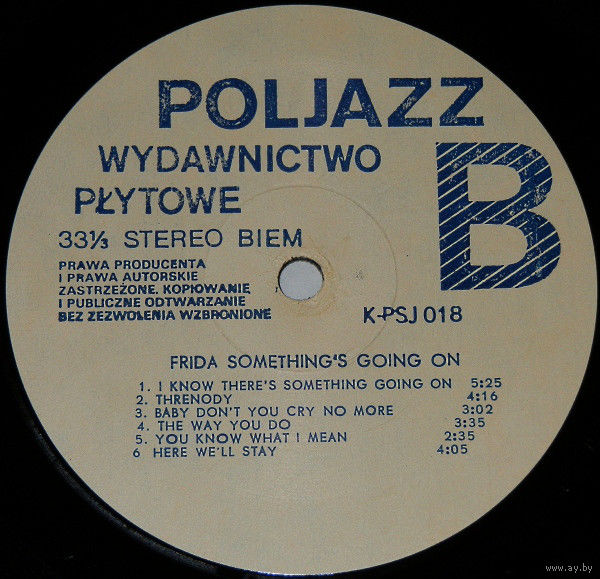 POLJAZZ
WYDAWNICTWO
PŁYTOWE
B
33⅓ STEREO BIEM
PRAWA PRODUCENTA
I PRAWA AUTORSKIE
ZASTRZEŻONE. KOPIOWANIE
I PUBLICZNE ODTWARZANIE
BEZ ZEZWOLENIA WZBRONIONE
K-PSJ 018
FRIDA SOMETHING'S GOING ON
1. I KNOW THERE'S SOMETHING GOING ON 5:25
2. THRENODY 4:16
3. BABY DON'T YOU CRY NO MORE 3:02
4. THE WAY YOU DO 3:35
5. YOU KNOW WHAT I MEAN 2:35
6 HERE WE'LL STAY 4:05
www.ay.by